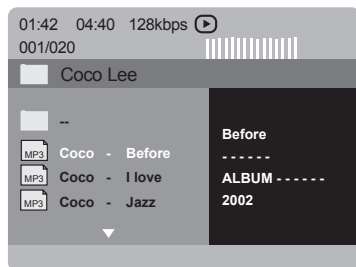 01:42 04:40 128kbps
001/020
Coco Lee
--
MP3 Coco - Before
MP3 Coco - I love
MP3 Coco - Jazz
Before
- - - - - -
ALBUM - - - - - -
2002